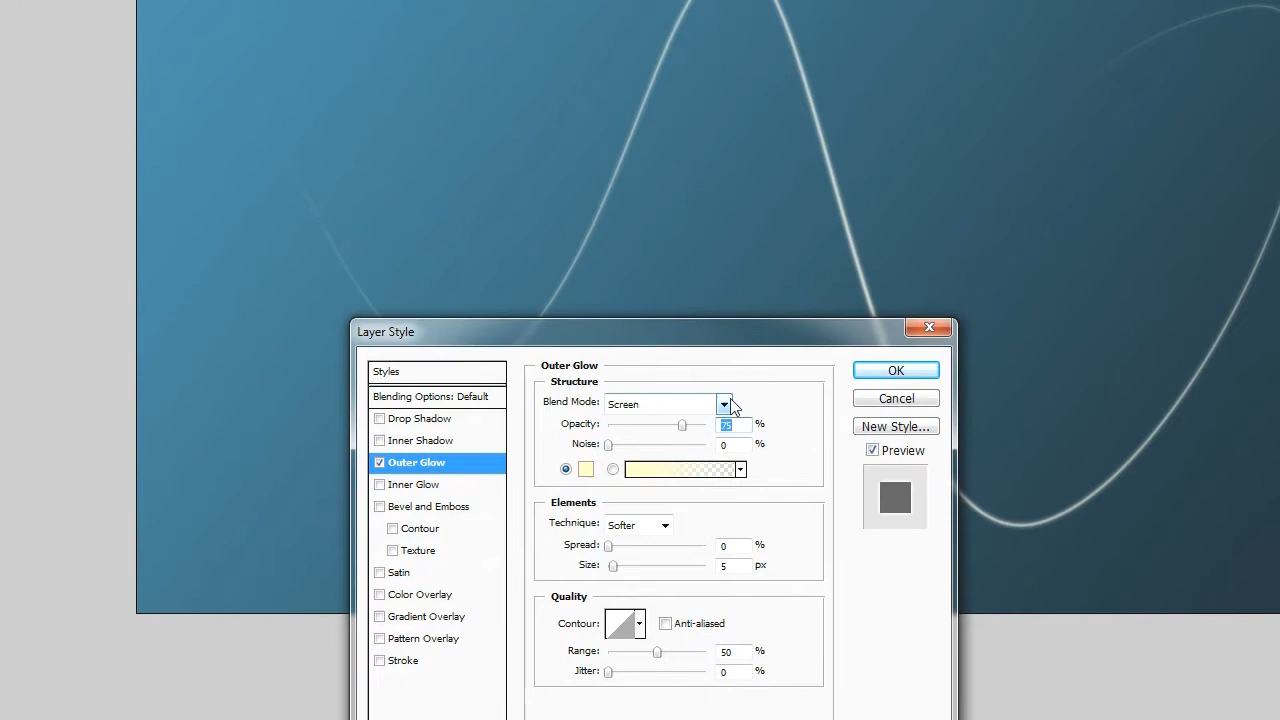 Layer Style
Styles
Blending Options: Default
Drop Shadow
Inner Shadow
Outer Glow
Inner Glow
Bevel and Emboss
Contour
Texture
Satin
Color Overlay
Gradient Overlay
Pattern Overlay
Stroke
Outer Glow
Structure
Blend Mode: Screen
Opacity: 75 %
Noise: 0 %
Elements
Technique: Softer
Spread: 0 %
Size: 5 px
Quality
Contour: Anti-aliased
Range: 50 %
Jitter: 0 %
OK
Cancel
New Style...
Preview